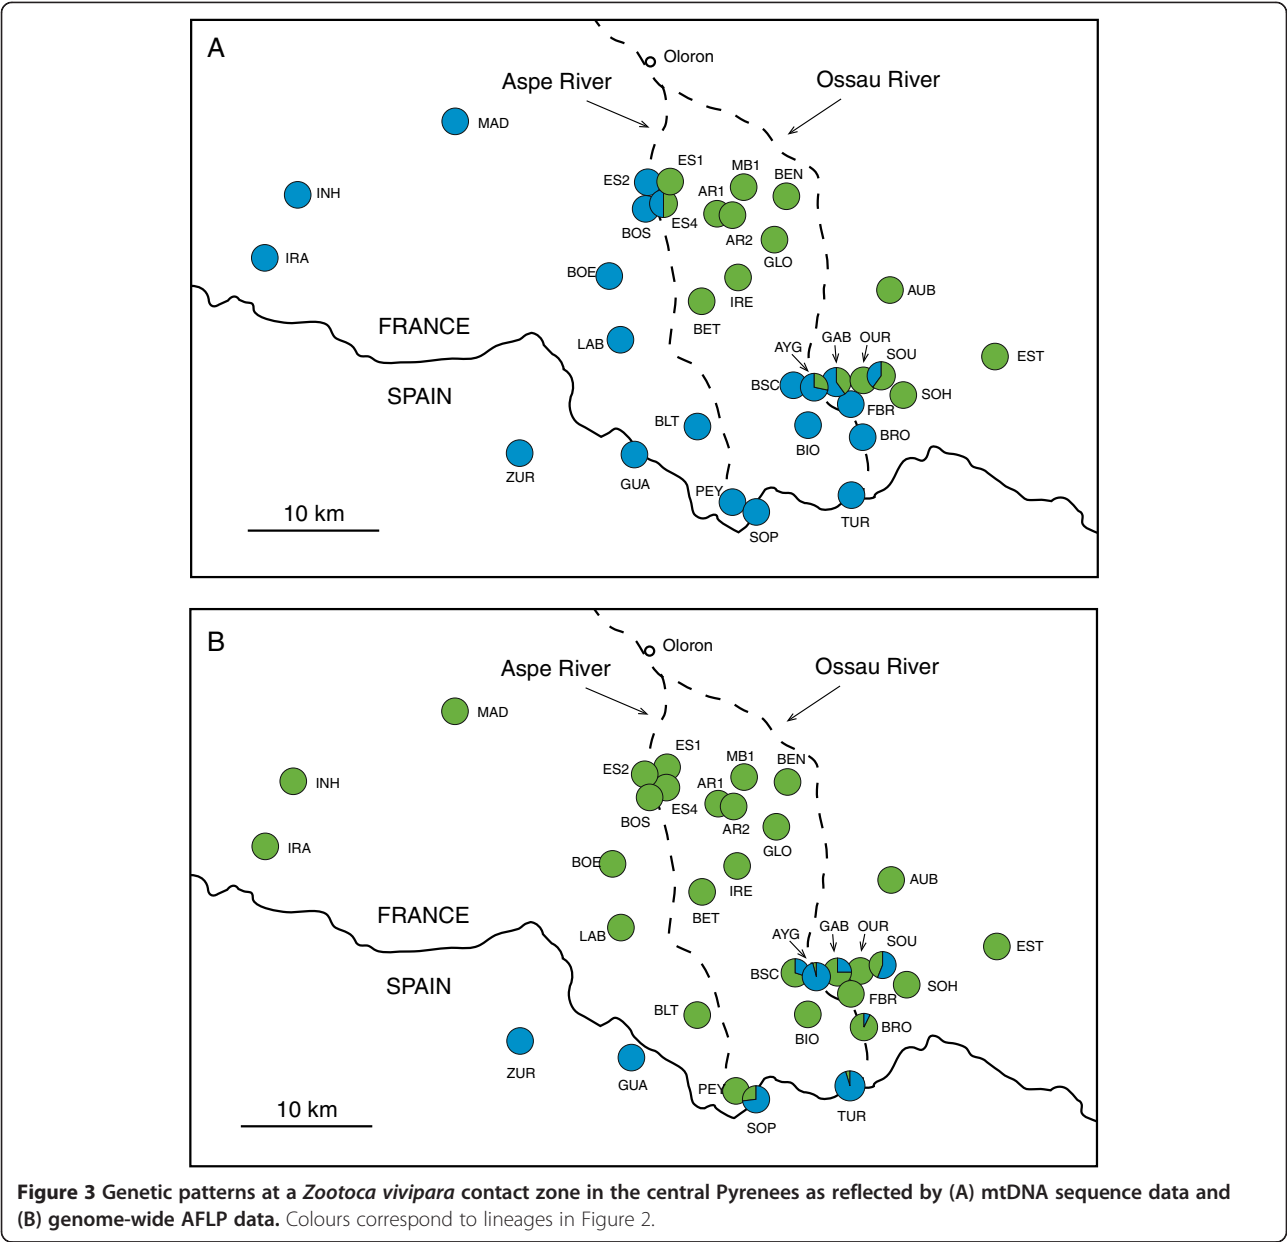 A
Oloron
Aspe River
Ossau River
MAD
INH
IRA
ES1
ES2
ES4
BOS
MB1
AR1
AR2
BEN
GLO
BOE
IRE
BET
AUB
FRANCE
LAB
SPAIN
AYG
GAB
OUR
SOU
EST
BSC
SOH
FBR
BLT
BIO
BRO
ZUR
GUA
PEY
SOP
TUR
10 km
B
Oloron
Aspe River
Ossau River
MAD
INH
IRA
ES1
ES2
ES4
BOS
MB1
AR1
AR2
BEN
GLO
BOE
IRE
BET
AUB
FRANCE
LAB
SPAIN
AYG
GAB
OUR
SOU
EST
BSC
SOH
FBR
BLT
BIO
BRO
ZUR
GUA
PEY
SOP
TUR
10 km
Figure 3 Genetic patterns at a Zootoca vivipara contact zone in the central Pyrenees as reflected by (A) mtDNA sequence data and
(B) genome-wide AFLP data. Colours correspond to lineages in Figure 2.